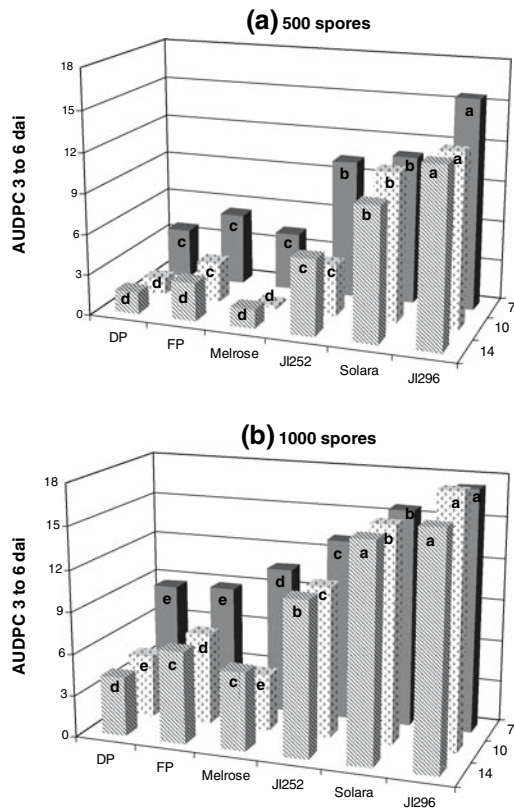 (a) 500 spores
AUDPC 3 to 6 dai
18
15
12
9
6
3
0
c c c b b a
d c d c b a
d d d c b a
DP FP Melrose JI252 Solara JI296
7
10
14
(b) 1000 spores
AUDPC 3 to 6 dai
18
15
12
9
6
3
0
e e d c b a
e d e c b a
d c c b a a
DP FP Melrose JI252 Solara JI296
7
10
14